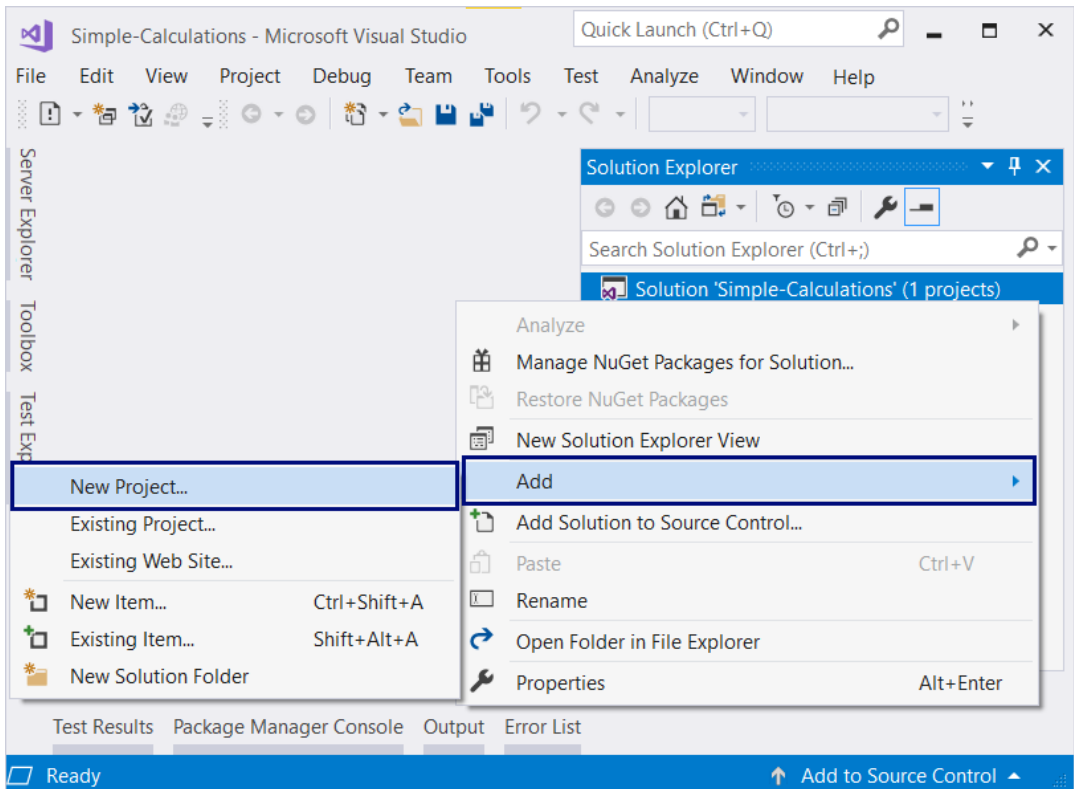 Simple-Calculations - Microsoft Visual Studio
Quick Launch (Ctrl+Q)
File Edit View Project Debug Team Tools Test Analyze Window Help
Server Explorer
Toolbox
Test Exp
Solution Explorer
Search Solution Explorer (Ctrl+;)
Solution 'Simple-Calculations' (1 projects)
Analyze
Manage NuGet Packages for Solution...
Restore NuGet Packages
New Solution Explorer View
Add
Add Solution to Source Control...
Paste Ctrl+V
Rename
Open Folder in File Explorer
Properties Alt+Enter
New Project...
Existing Project...
Existing Web Site...
New Item... Ctrl+Shift+A
Existing Item... Shift+Alt+A
New Solution Folder
Test Results Package Manager Console Output Error List
Ready
Add to Source Control